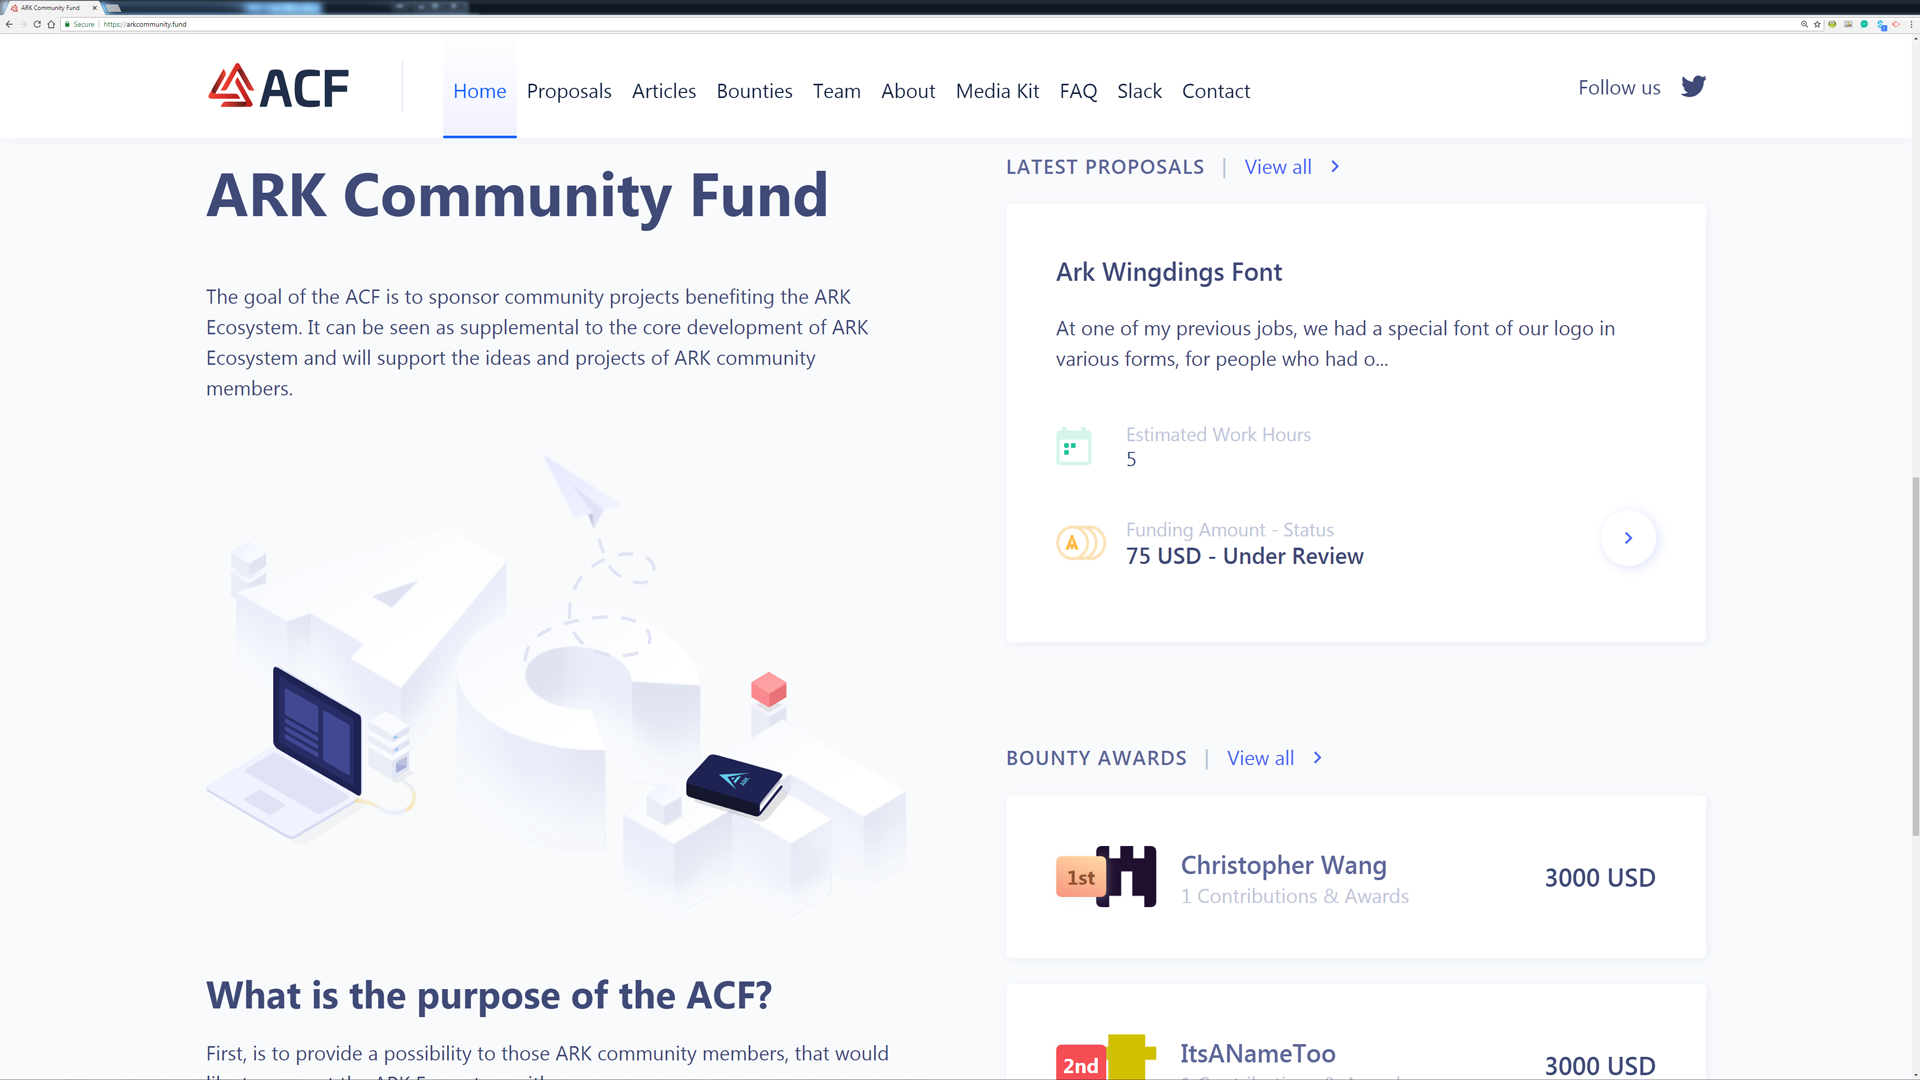 ARK Community Fund
Secure | https://arkcommunity.fund
ACF
Home Proposals Articles Bounties Team About Media Kit FAQ Slack Contact
Follow us
ARK Community Fund
The goal of the ACF is to sponsor community projects benefiting the ARK
Ecosystem. It can be seen as supplemental to the core development of ARK
Ecosystem and will support the ideas and projects of ARK community
members.
ARK
What is the purpose of the ACF?
First, is to provide a possibility to those ARK community members, that would
LATEST PROPOSALS | View all
Ark Wingdings Font
At one of my previous jobs, we had a special font of our logo in
various forms, for people who had o...
Estimated Work Hours
5
Funding Amount - Status
75 USD - Under Review
BOUNTY AWARDS | View all
1st
Christopher Wang
1 Contributions & Awards
3000 USD
2nd
ItsANameToo
3000 USD